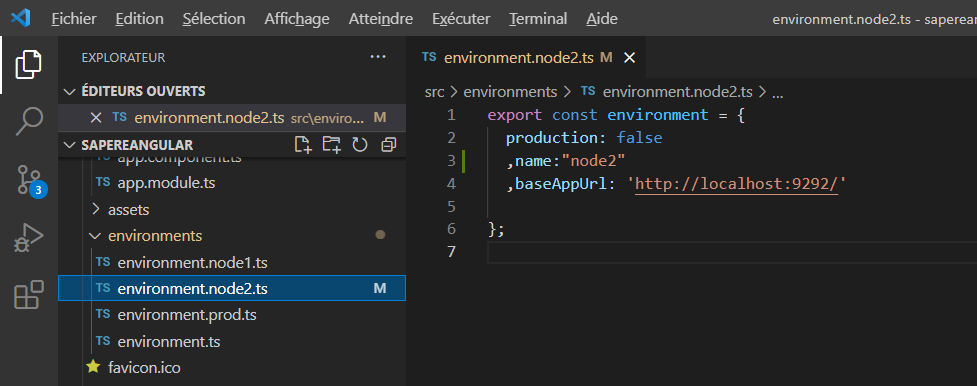 Fichier Edition Sélection Affichage Atteindre Exécuter Terminal Aide environment.node2.ts - saperean
EXPLORATEUR ···
ÉDITEURS OUVERTS
TS environment.node2.ts src\enviro... M
SAPEREANGULAR
app.component.ts
TS app.module.ts
assets
environments
TS environment.node1.ts
TS environment.node2.ts M
TS environment.prod.ts
TS environment.ts
favicon.ico
3
TS environment.node2.ts M
src > environments > TS environment.node2.ts > ...
1 export const environment = {
2 production: false
3 ,name:"node2"
4 ,baseAppUrl: 'http://localhost:9292/'
5
6 };
7